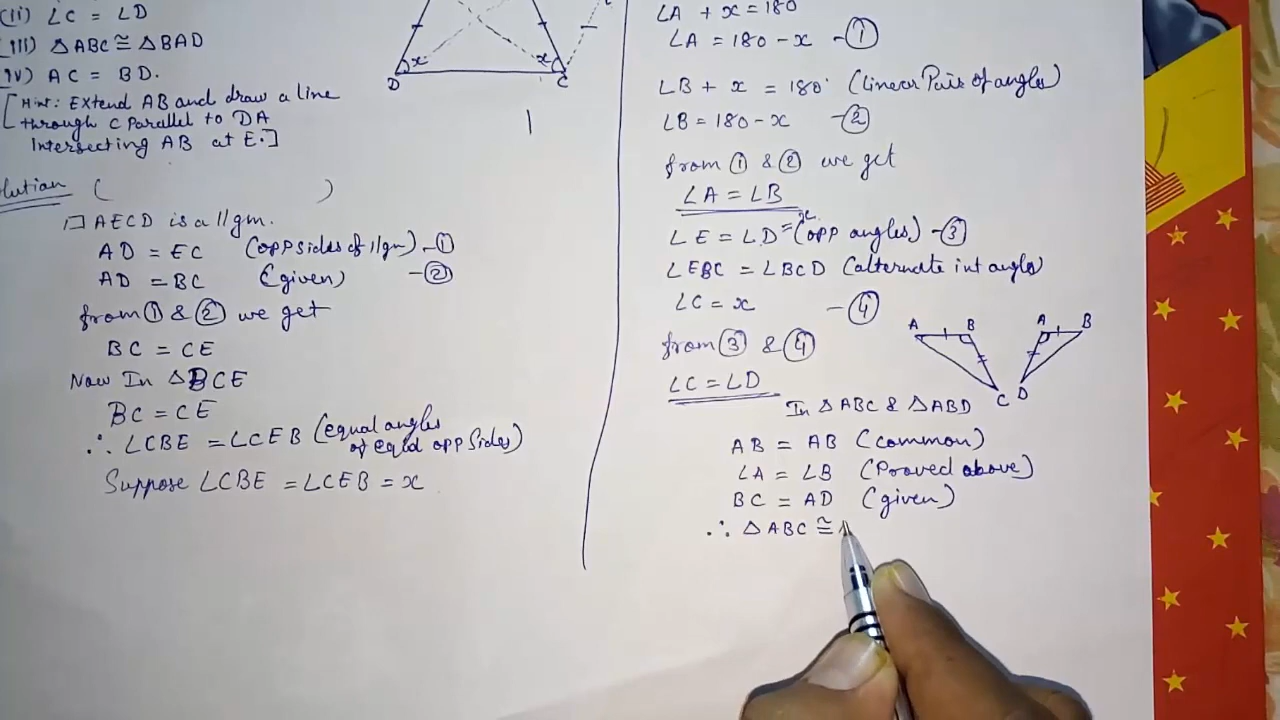 (ii) ∠C = ∠D
(III) △ABC ≅ △BAD
IV) AC = BD.
[Hint: Extend AB and draw a line
through C Parallel to DA
Intersecting AB at E.]
D
x
x
C
olution ( )
▱ AECD is a //gm.
AD = EC (opp sides of //gm) - ①
AD = BC (given) - ②
from ① & ② we get
BC = CE
Now In △BCE
BC = CE
∴ ∠CBE = ∠CEB (equal angles
of eqld opp sides)
Suppose ∠CBE = ∠CEB = x
∠A + x = 180
∠A = 180 - x - ①
∠B + x = 180° (linear Pair of angles)
∠B = 180 - x - ②
from ① & ② we get
∠A = ∠B
∠E = ∠D = x (opp angles) - ③
∠EBC = ∠BCD (alternate int angles)
∠C = x - ④
from ③ & ④
∠C = ∠D
A B C
A B D
In △ABC & △ABD
AB = AB (common)
∠A = ∠B (Proved above)
BC = AD (given)
∴ △ABC ≅